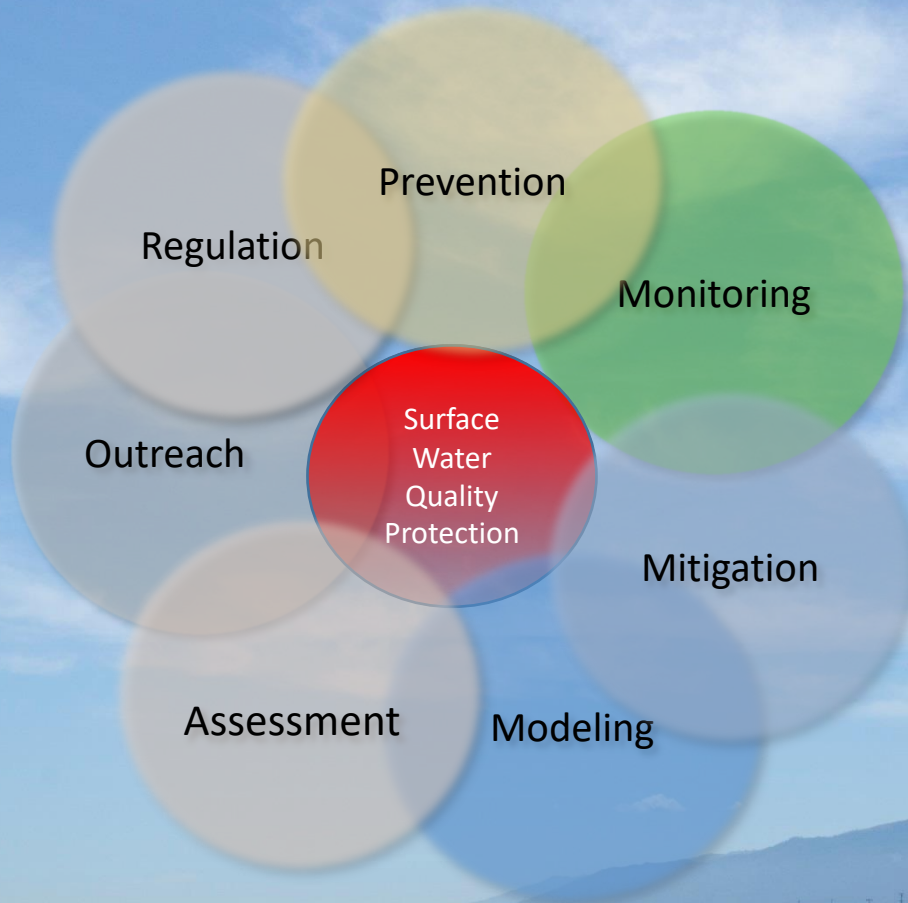 Prevention
Regulation
Monitoring
Surface
Water
Quality
Protection
Outreach
Mitigation
Assessment
Modeling